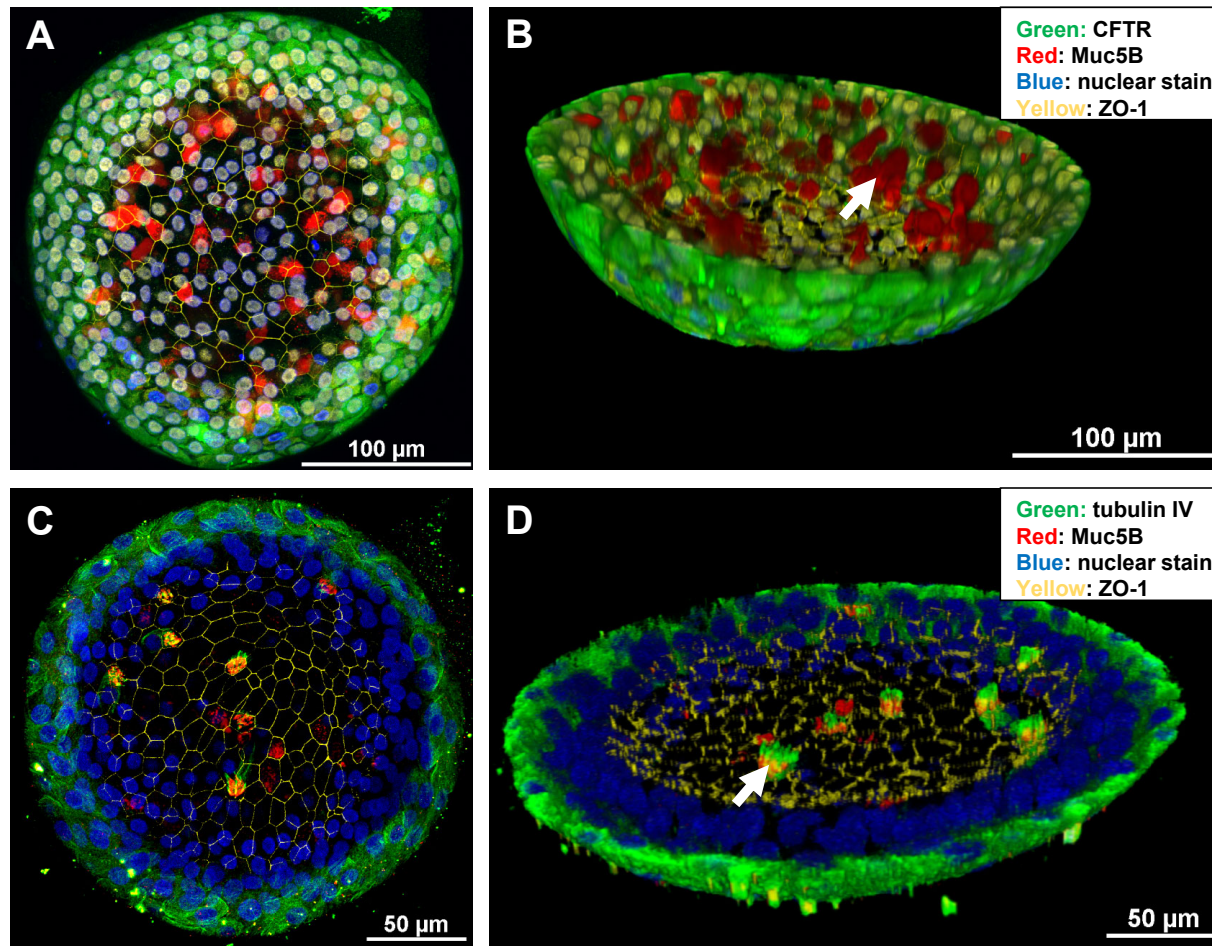 A
B
Green: CFTR
Red: Muc5B
Blue: nuclear stain
Yellow: ZO-1
100 µm
100 µm
C
D
Green: tubulin IV
Red: Muc5B
Blue: nuclear stain
Yellow: ZO-1
50 µm
50 µm